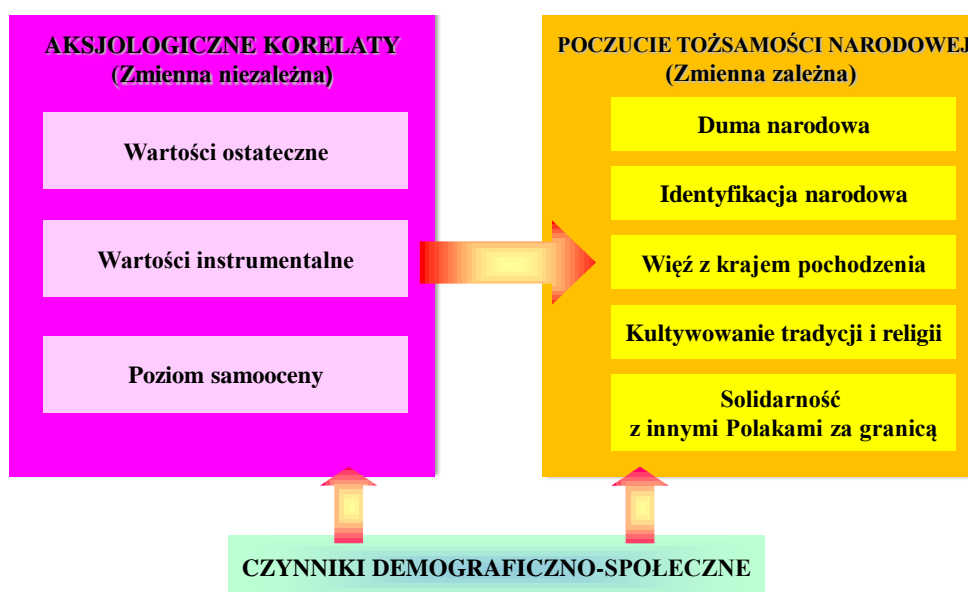 AKSJOLOGICZNE KORELATY
(Zmienna niezależna)
Wartości ostateczne
Wartości instrumentalne
Poziom samooceny
POCZUCIE TOŻSAMOŚCI NARODOWEJ
(Zmienna zależna)
Duma narodowa
Identyfikacja narodowa
Więź z krajem pochodzenia
Kultywowanie tradycji i religii
Solidarność
z innymi Polakami za granicą
CZYNNIKI DEMOGRAFICZNO-SPOŁECZNE